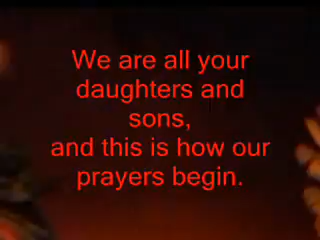 We are all your
daughters and
sons,
and this is how our
prayers begin.